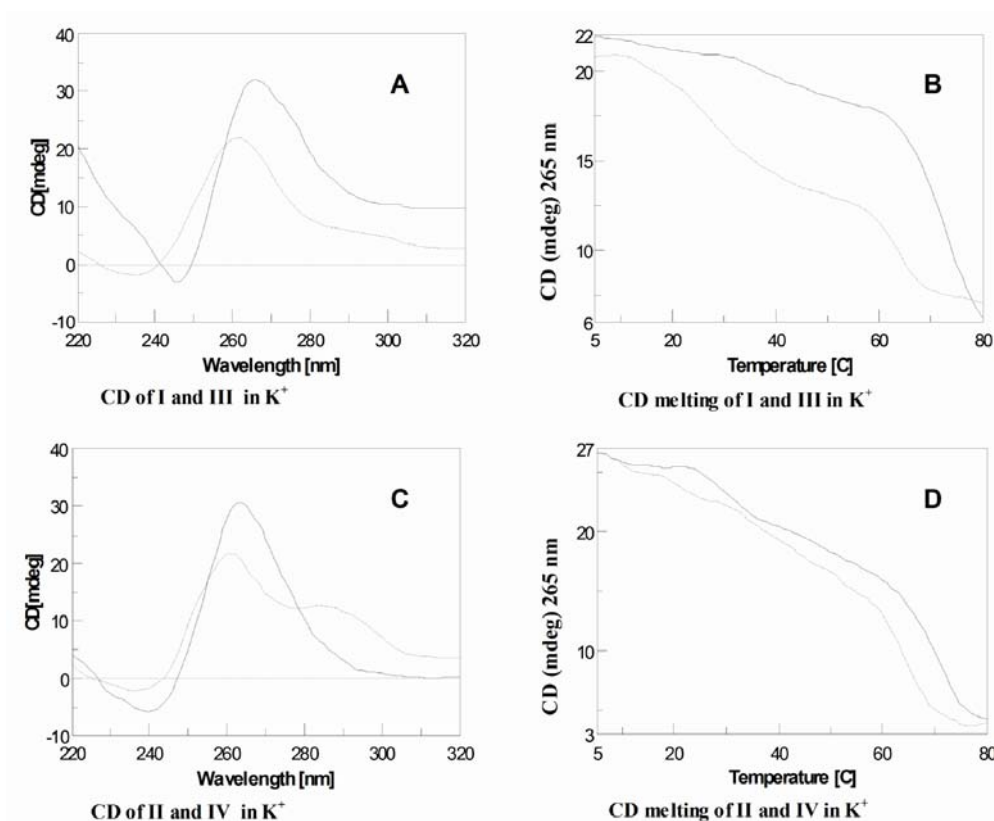 40
30
20
10
0
-10
CD[mdeg]
A
220 240 260 280 300 320
Wavelength [nm]
CD of I and III in K⁺
22
20
15
10
6
CD (mdeg) 265 nm
B
5 20 40 60 80
Temperature [C]
CD melting of I and III in K⁺
40
30
20
10
0
-10
CD[mdeg]
C
220 240 260 280 300 320
Wavelength [nm]
CD of II and IV in K⁺
27
20
10
3
CD (mdeg) 265 nm
D
5 20 40 60 80
Temperature [C]
CD melting of II and IV in K⁺